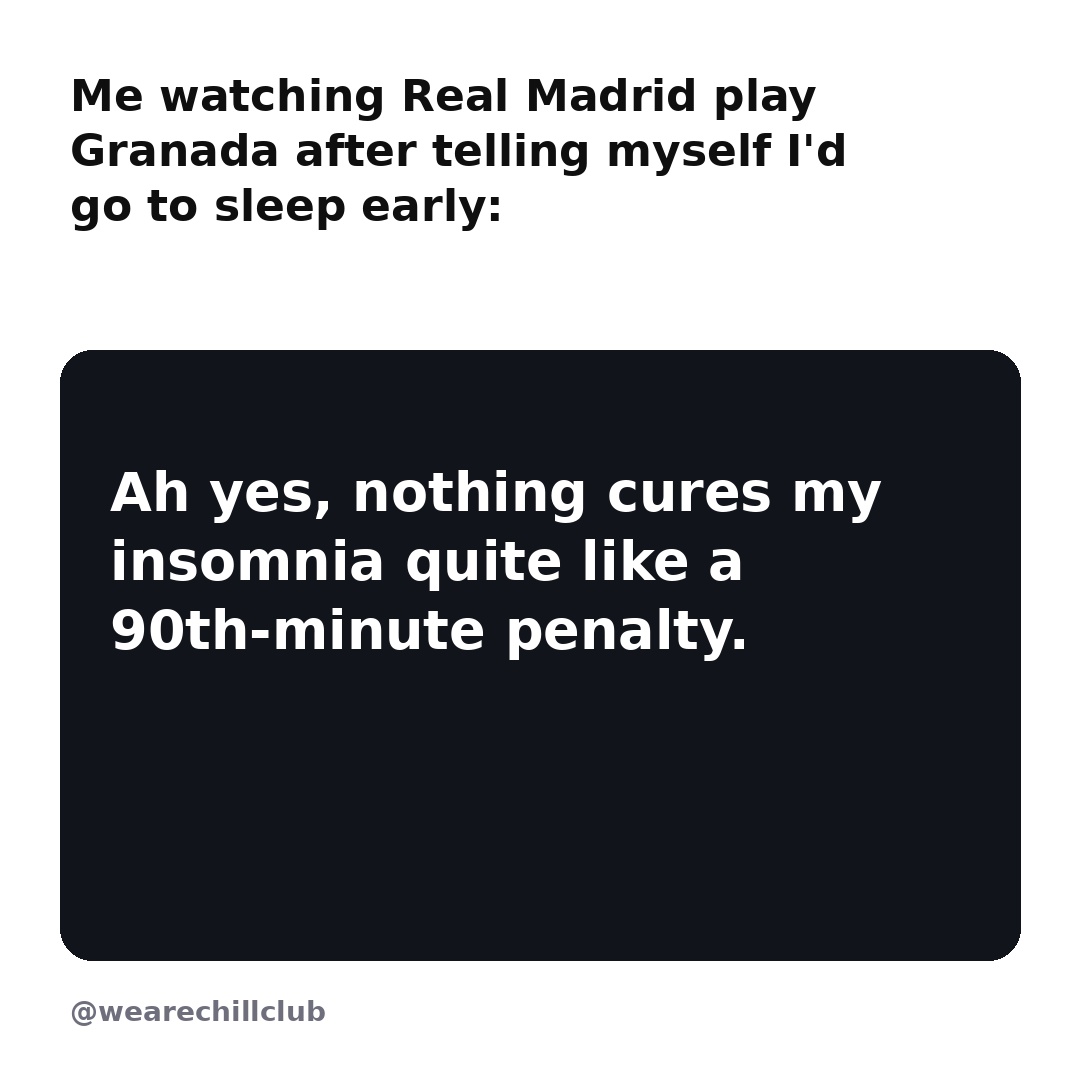 Me watching Real Madrid play
Granada after telling myself I'd
go to sleep early:
Ah yes, nothing cures my
insomnia quite like a
90th-minute penalty.
@wearechillclub